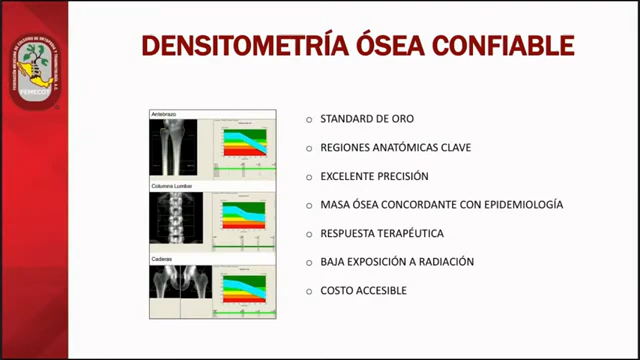 DENSITOMETRÍA ÓSEA CONFIABLE
FEMECOT
Antebrazo
Columna Lumbar
Caderas
○ STANDARD DE ORO
○ REGIONES ANATÓMICAS CLAVE
○ EXCELENTE PRECISIÓN
○ MASA ÓSEA CONCORDANTE CON EPIDEMIOLOGÍA
○ RESPUESTA TERAPÉUTICA
○ BAJA EXPOSICIÓN A RADIACIÓN
○ COSTO ACCESIBLE